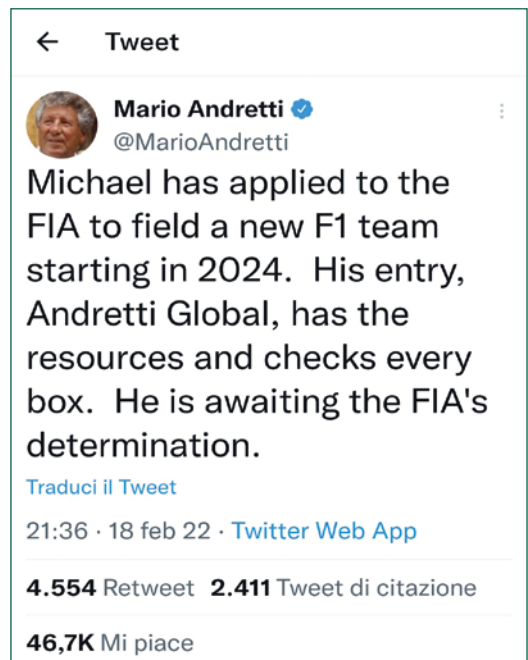 Tweet
Mario Andretti
@MarioAndretti
Michael has applied to the
FIA to field a new F1 team
starting in 2024.  His entry,
Andretti Global, has the
resources and checks every
box.  He is awaiting the FIA's
determination.
Traduci il Tweet
21:36 · 18 feb 22 · Twitter Web App
4.554 Retweet  2.411 Tweet di citazione
46,7K Mi piace